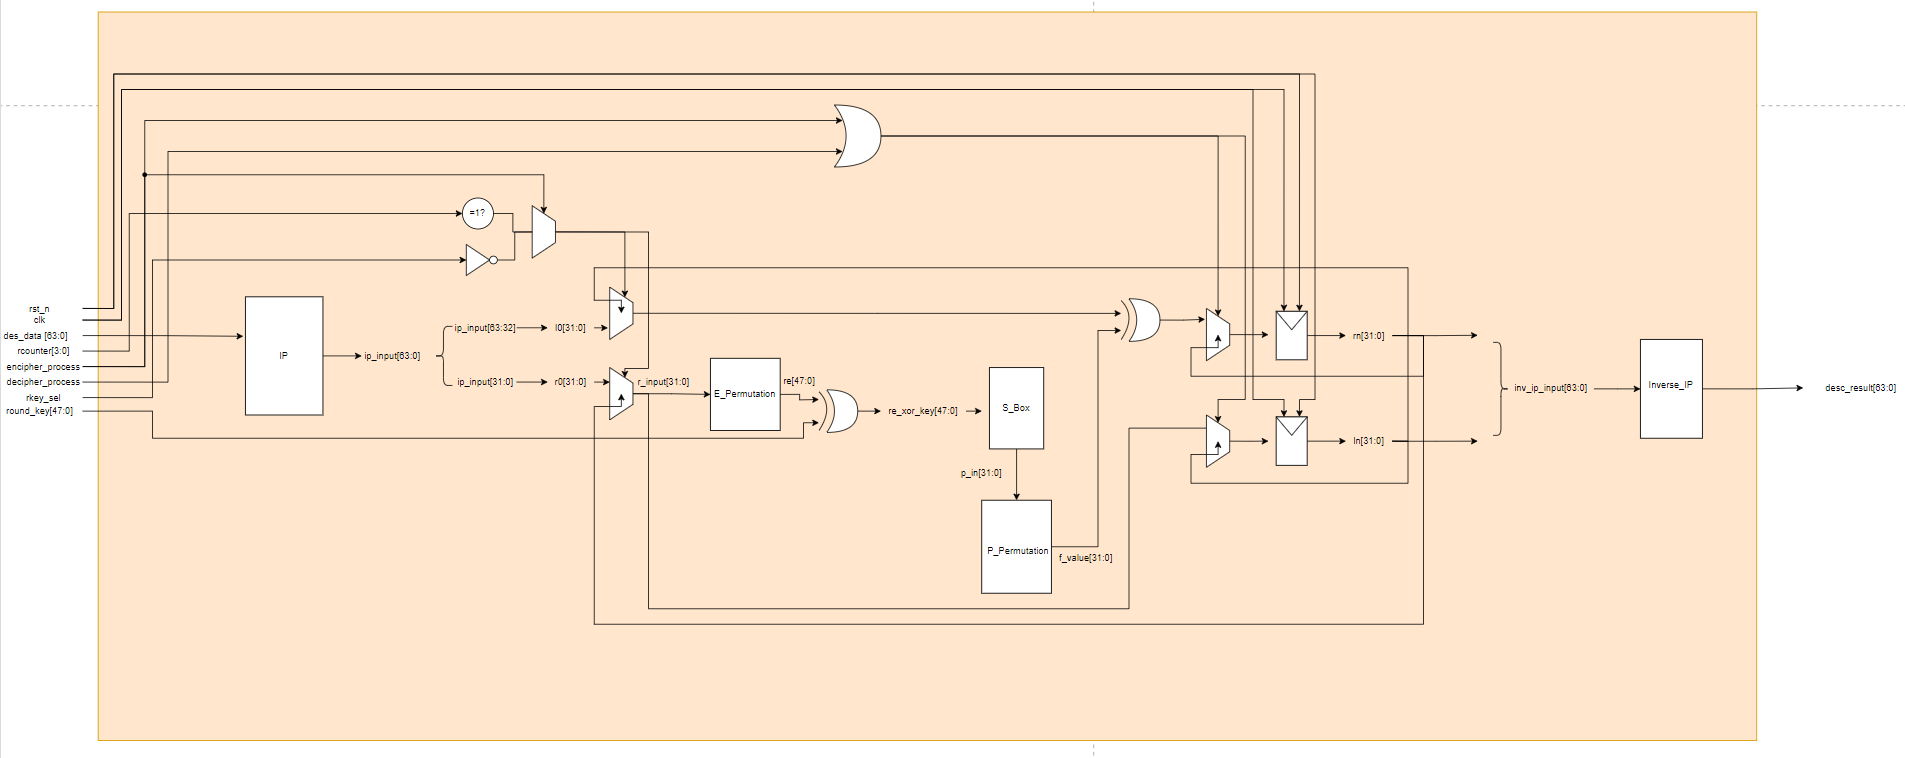 rst_n
clk
des_data [63:0]
rcounter[3:0]
encipher_process
decipher_process
rkey_sel
round_key[47:0]
=1?
IP
ip_input[63:0]
ip_input[63:32]
l0[31:0]
ip_input[31:0]
r0[31:0]
r_input[31:0]
E_Permutation
re[47:0]
re_xor_key[47:0]
S_Box
p_in[31:0]
P_Permutation
f_value[31:0]
rn[31:0]
ln[31:0]
inv_ip_input[63:0]
Inverse_IP
desc_result[63:0]